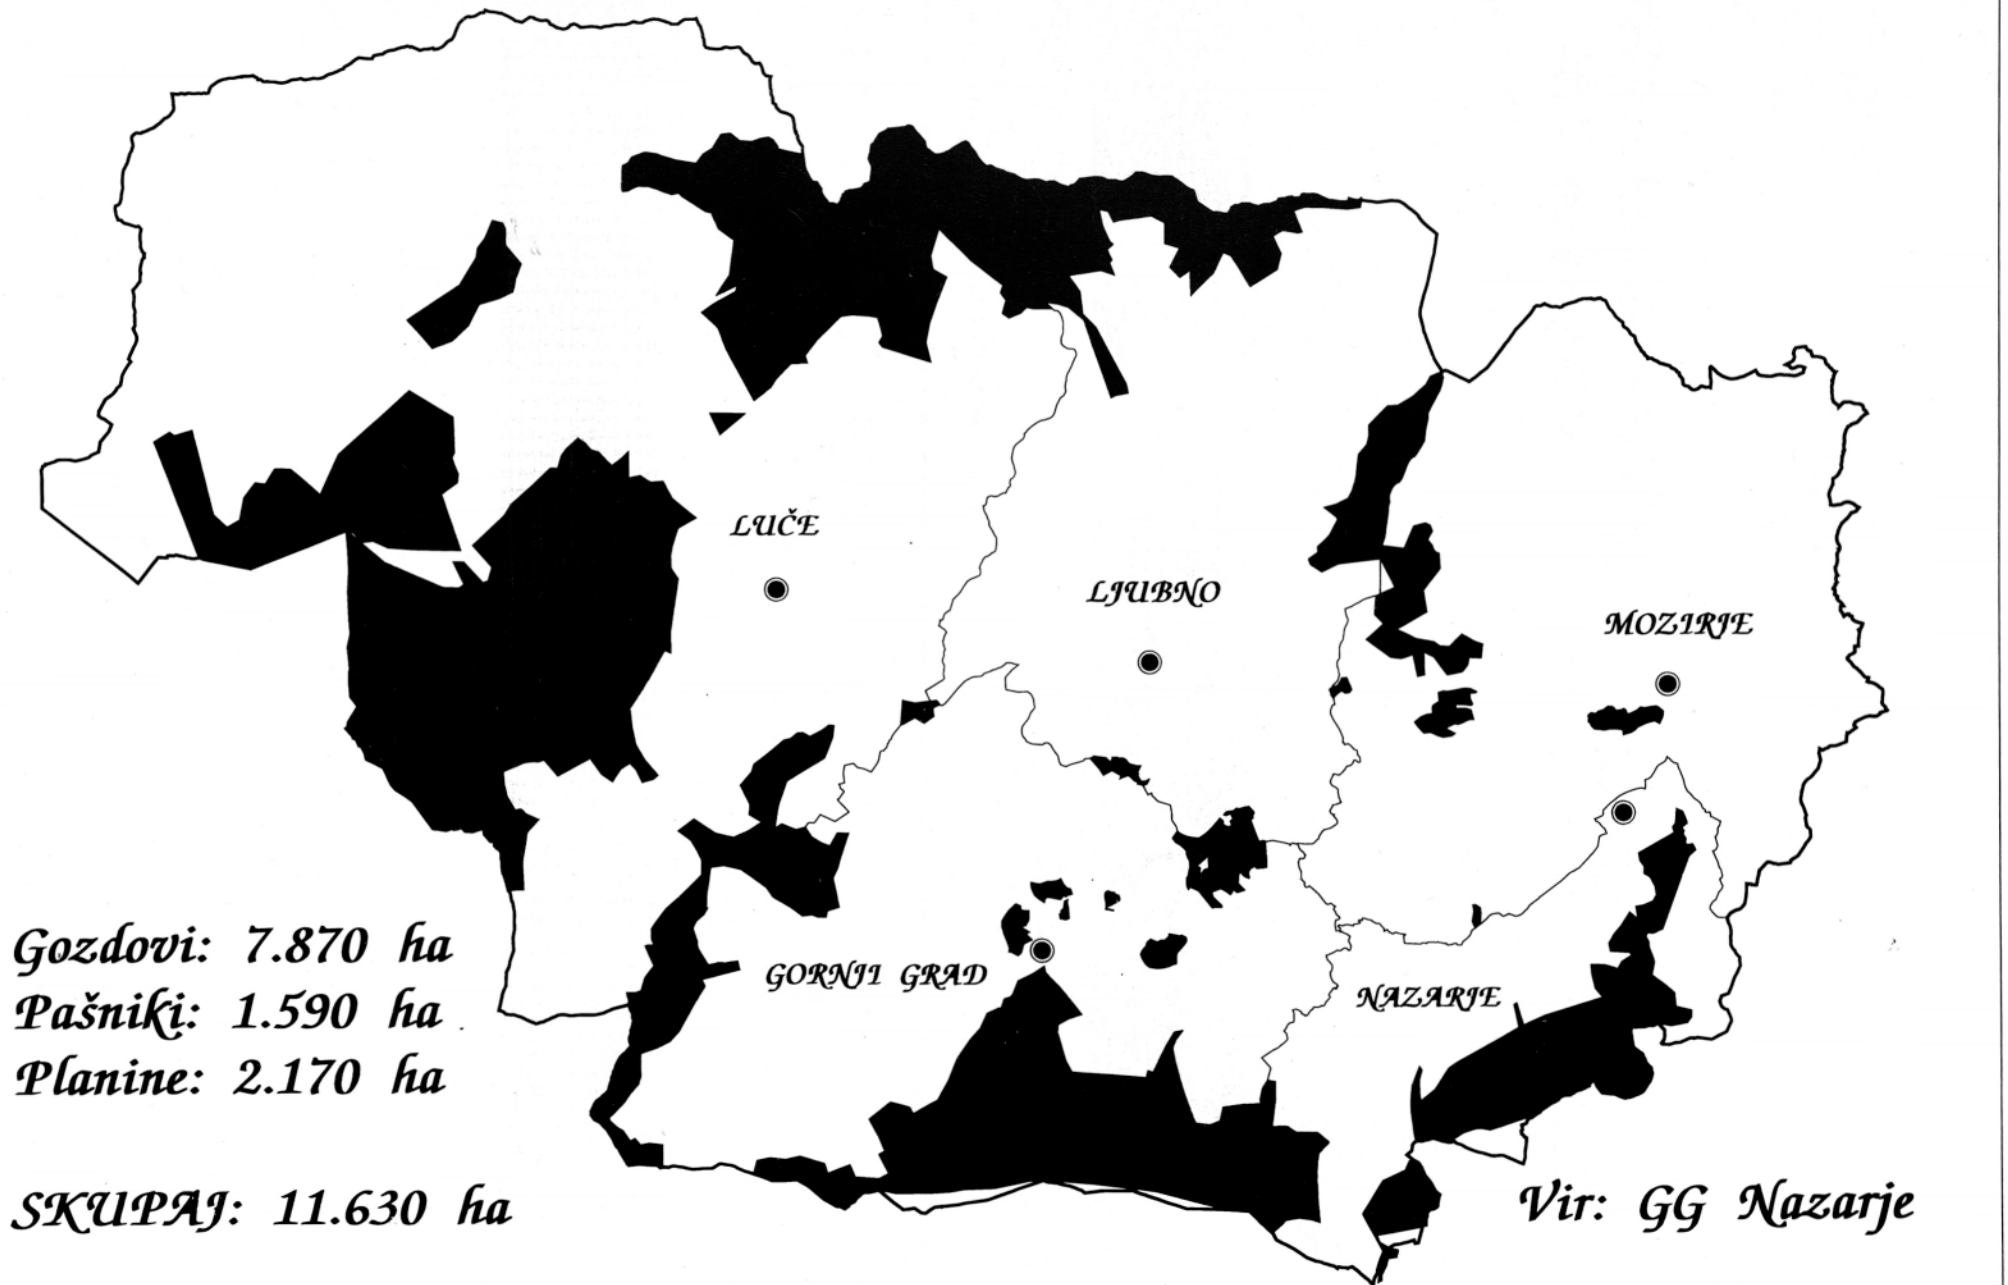 LUČE
LJUBNO
MOZIRJE
Gozdovi: 7.870 ha
GORNJI GRAD
NAZARJE
Pašniki: 1.590 ha
Planine: 2.170 ha
SKUPAJ: 11.630 ha
Vir: GG Nazarje